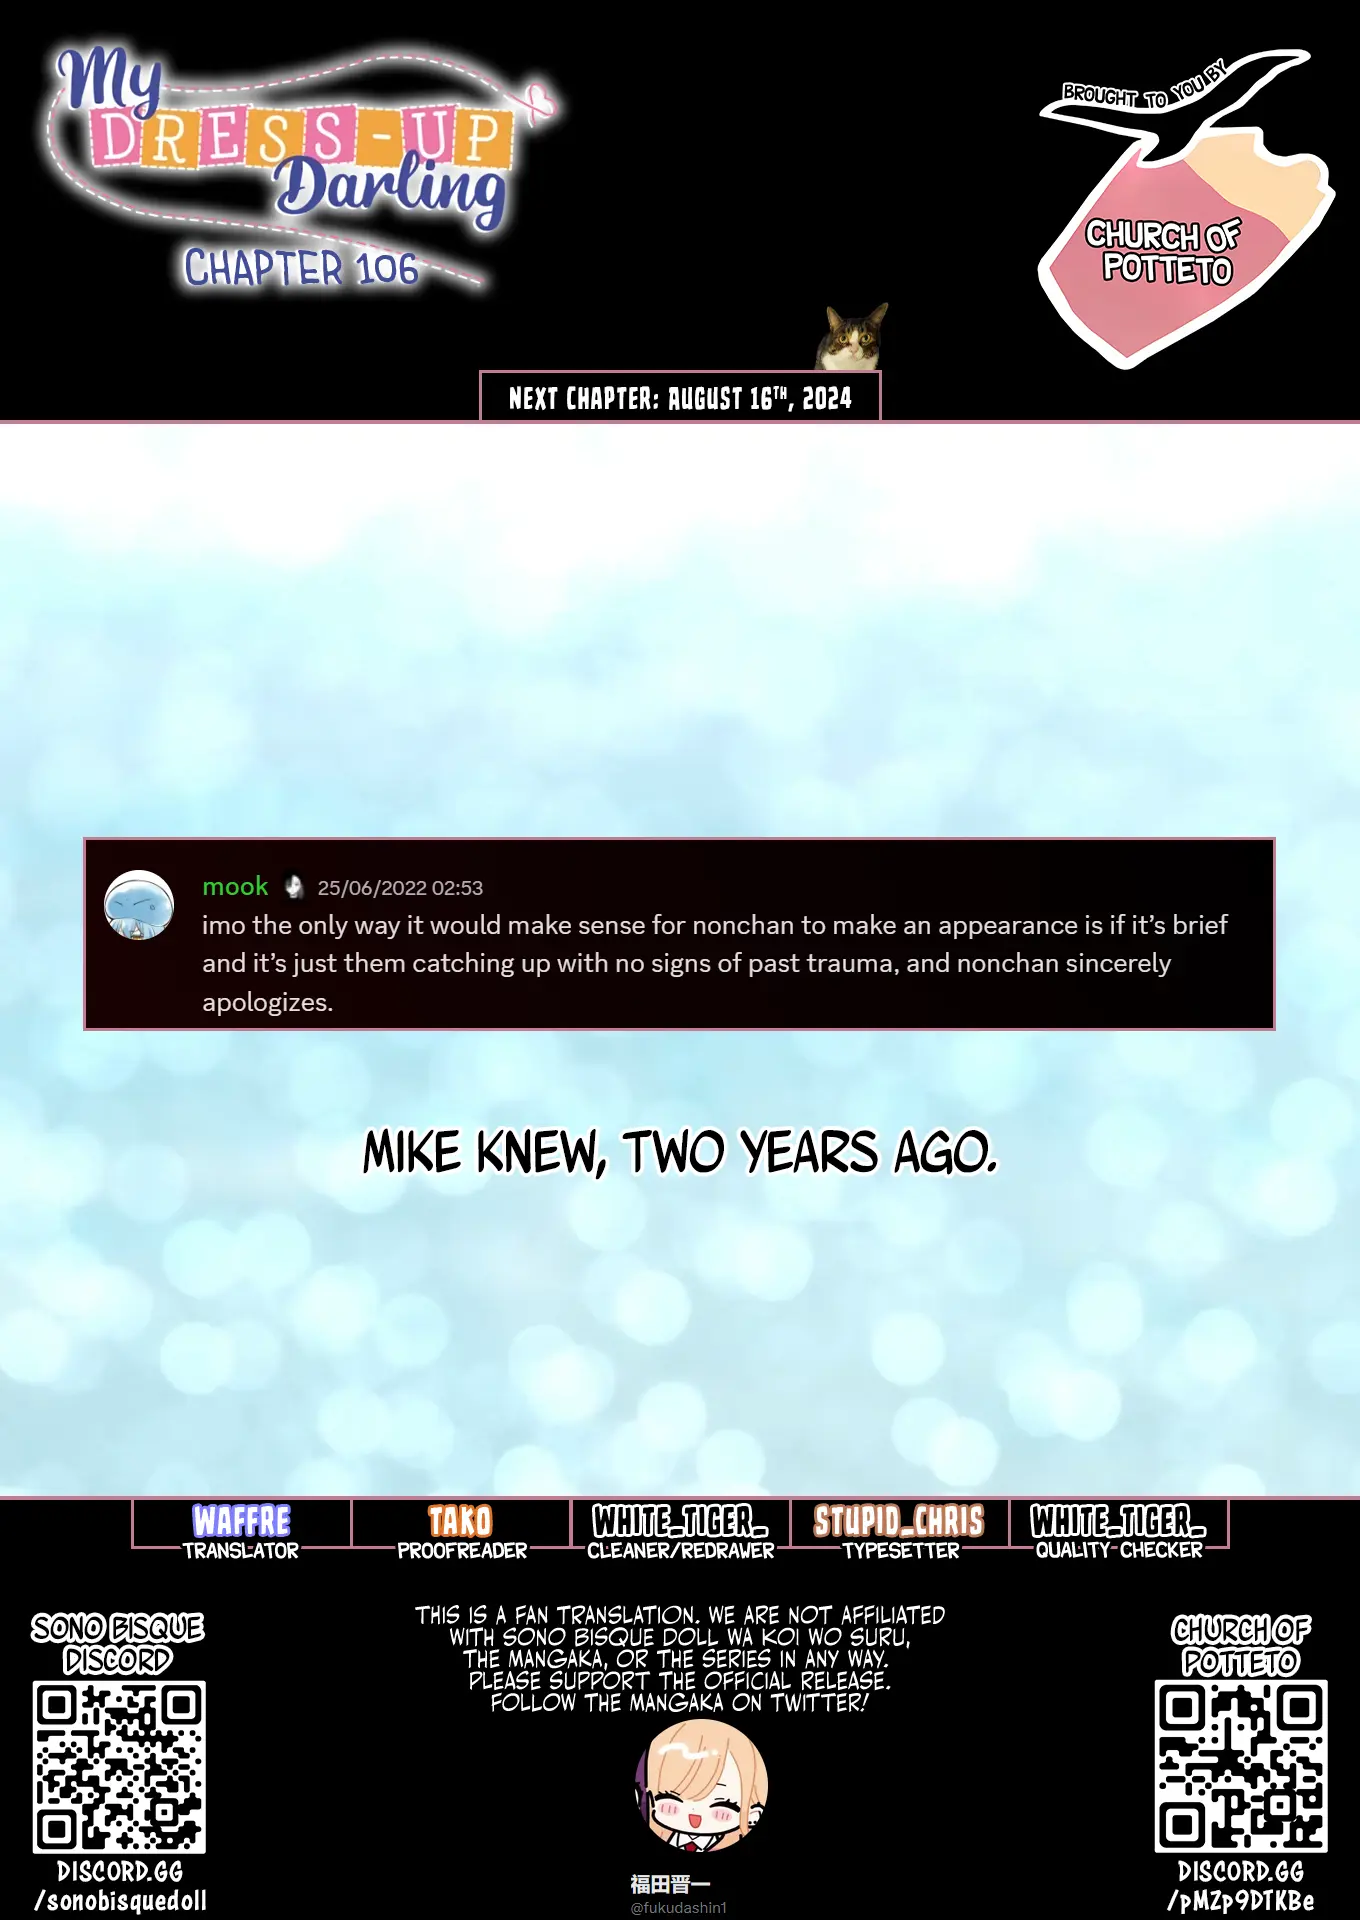 My
DRESS-UP
Darling
CHAPTER 106
BROUGHT TO YOU BY
CHURCH OF
POTTETO
NEXT CHAPTER: AUGUST 16TH, 2024
mook 25/06/2022 02:53
imo the only way it would make sense for nonchan to make an appearance is if it's brief
and it's just them catching up with no signs of past trauma, and nonchan sincerely
apologizes.
MIKE KNEW, TWO YEARS AGO.
WAFFRE
TRANSLATOR
TAKO
PROOFREADER
WHITE_TIGER_
CLEANER/REDRAWER
STUPID_CHRIS
TYPESETTER
WHITE_TIGER_
QUALITY CHECKER
SONO BISQUE
DISCORD
DISCORD.GG
/sonobisquedoll
THIS IS A FAN TRANSLATION. WE ARE NOT AFFILIATED
WITH SONO BISQUE DOLL WA KOI WO SURU,
THE MANGAKA, OR THE SERIES IN ANY WAY.
PLEASE SUPPORT THE OFFICIAL RELEASE.
FOLLOW THE MANGAKA ON TWITTER!
福田晋一
@fukudashin1
CHURCH OF
POTTETO
DISCORD.GG
/pMZp9DTKBe